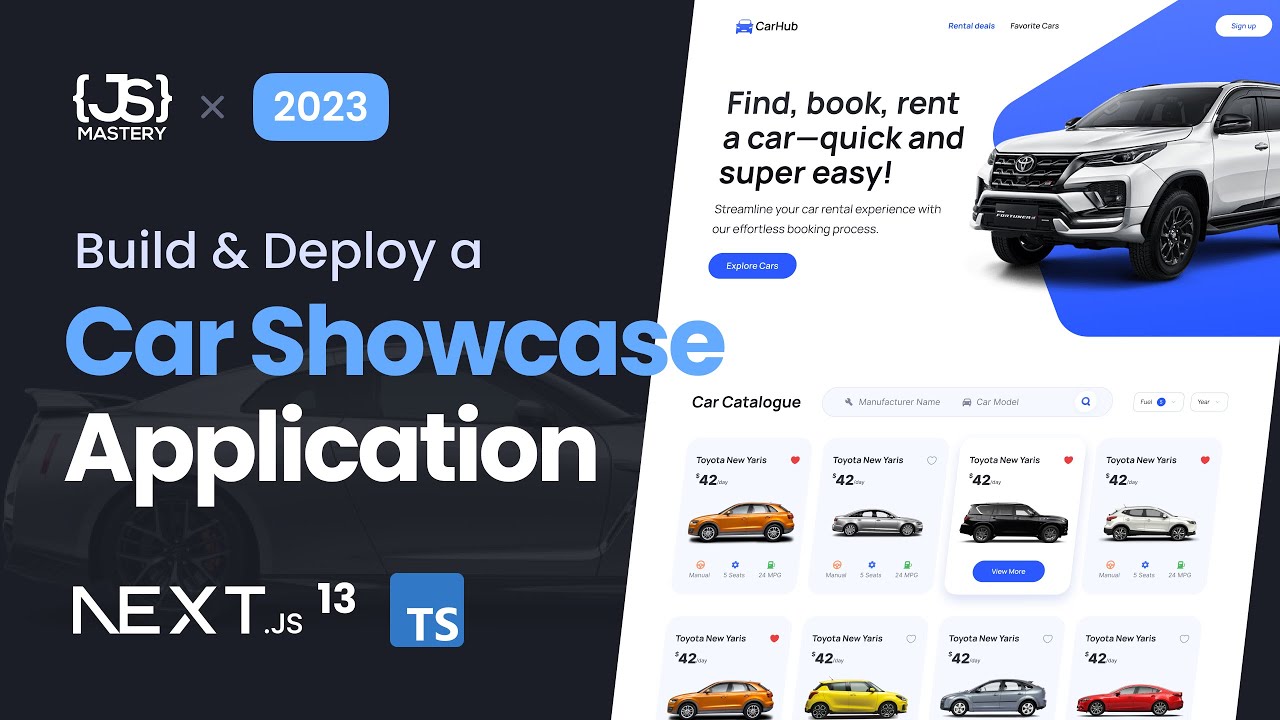 {JS}
MASTERY
×
2023
Build & Deploy a
Car Showcase
Application
NEXT.JS 13
TS
CarHub
Rental deals
Favorite Cars
Sign up
Find, book, rent
a car—quick and
super easy!
Streamline your car rental experience with
our effortless booking process.
Explore Cars
FORTUNER
Car Catalogue
Manufacturer Name
Car Model
Fuel
Year
Toyota New Yaris
$42/day
Manual
5 Seats
24 MPG
Toyota New Yaris
$42/day
Manual
5 Seats
24 MPG
Toyota New Yaris
$42/day
View More
Toyota New Yaris
$42/day
Manual
5 Seats
24 MPG
Toyota New Yaris
$42/day
Toyota New Yaris
$42/day
Toyota New Yaris
$42/day
Toyota New Yaris
$42/day